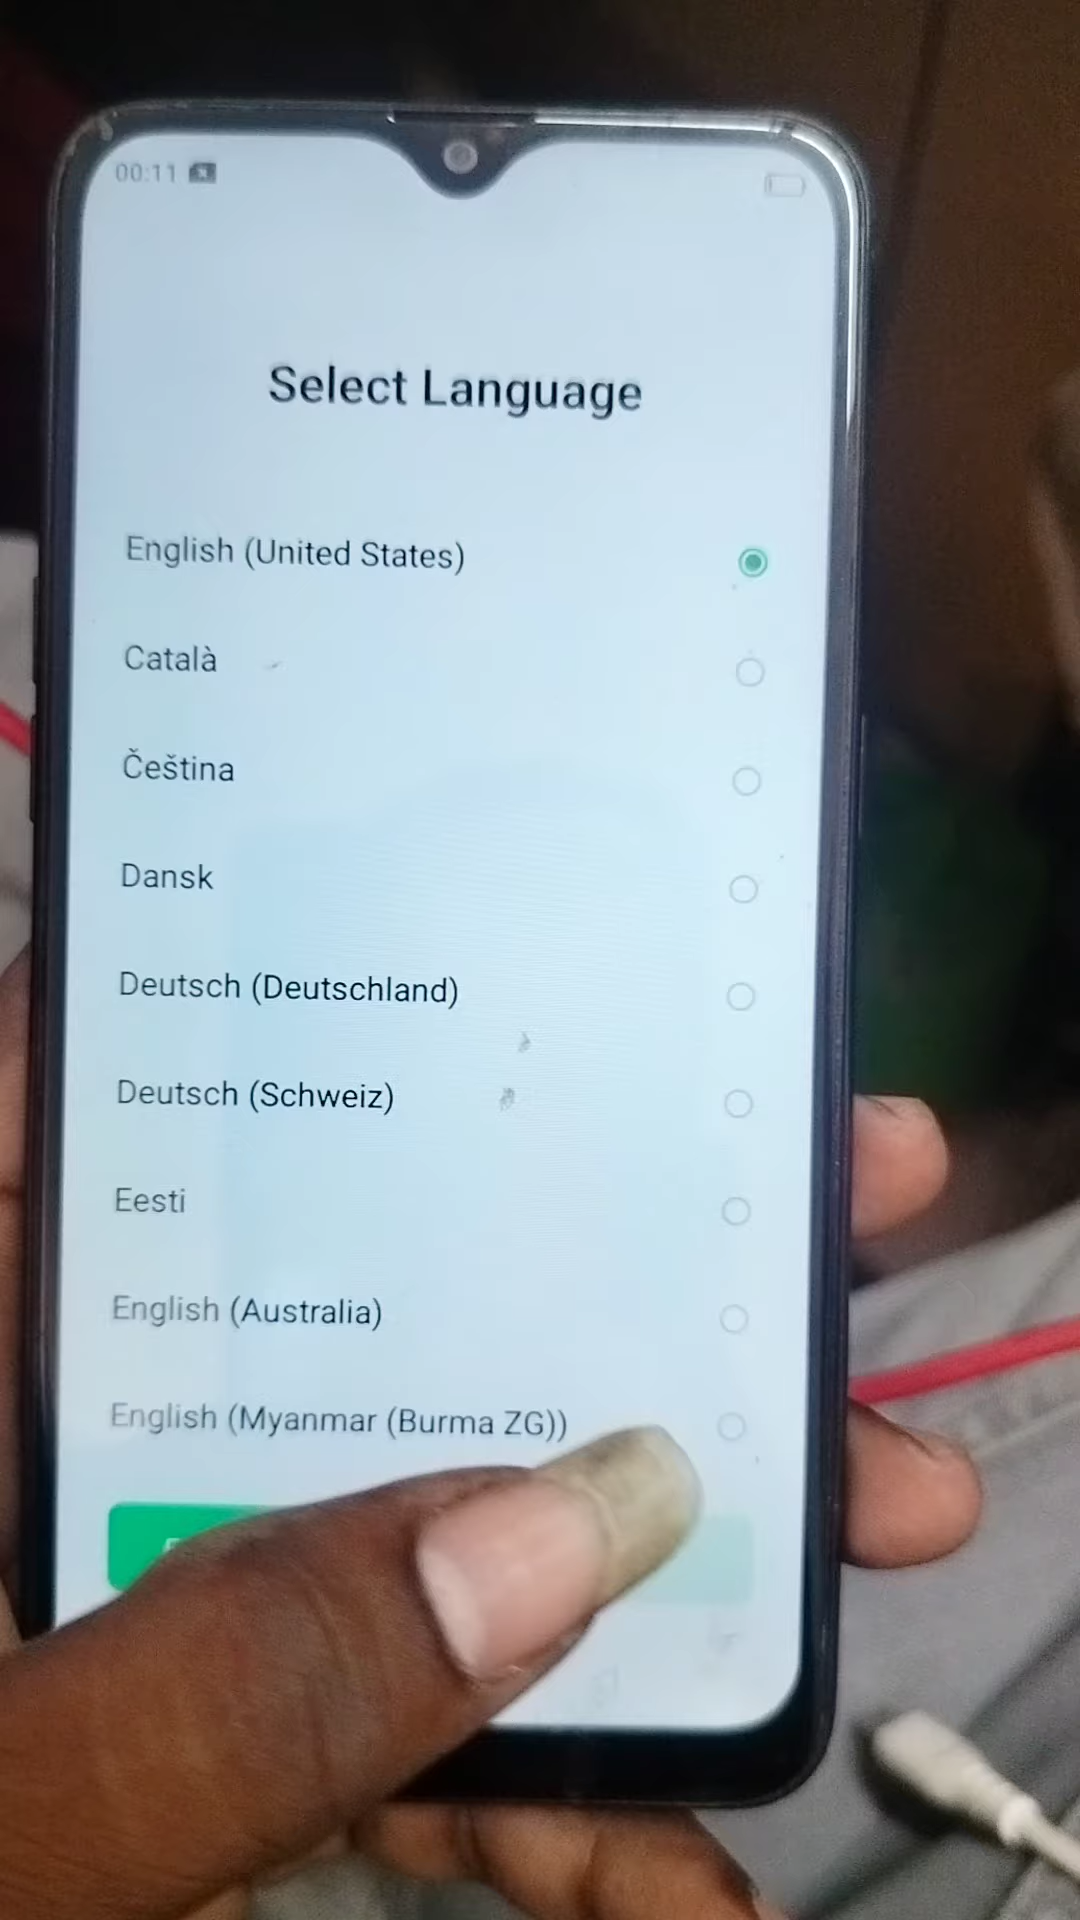 00:11
Select Language
English (United States)
Català
Čeština
Dansk
Deutsch (Deutschland)
Deutsch (Schweiz)
Eesti
English (Australia)
English (Myanmar (Burma ZG))